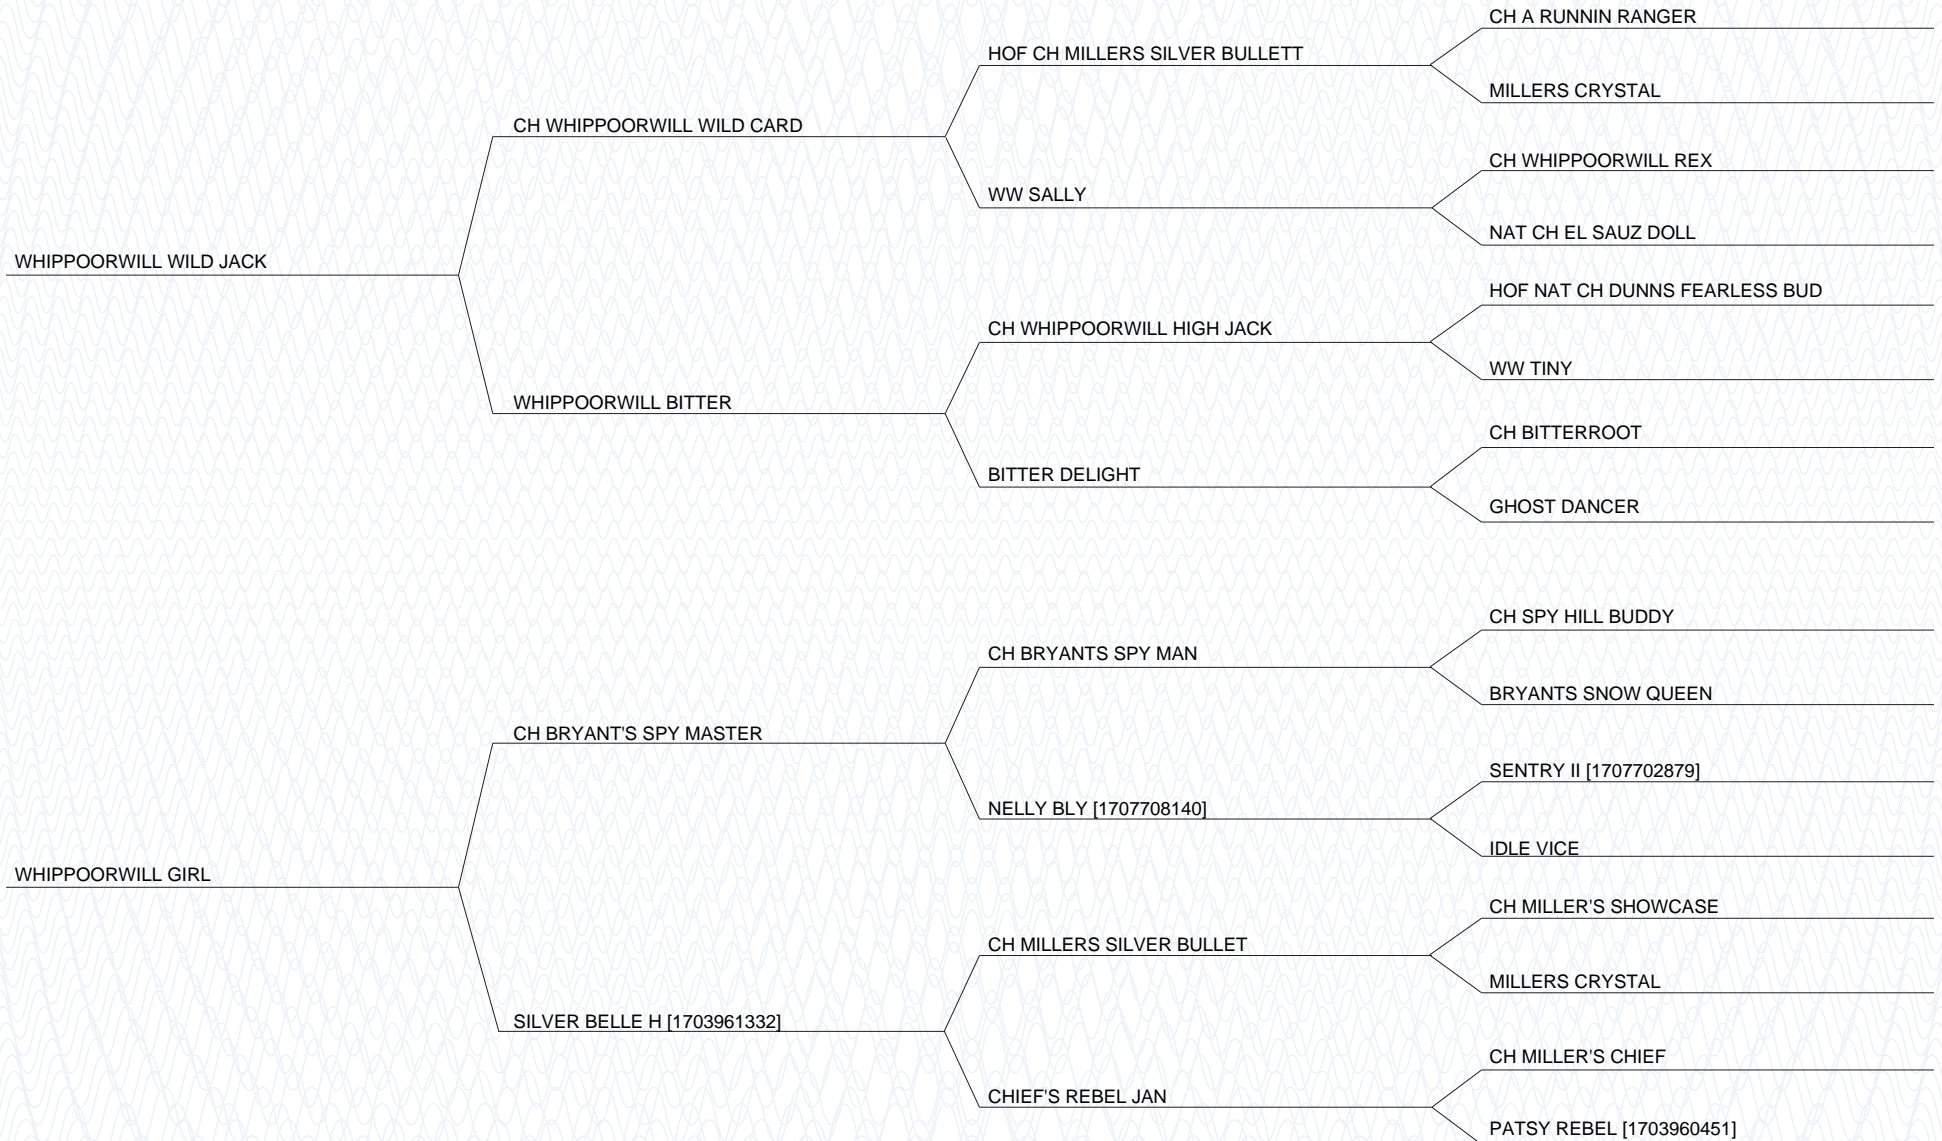 CH A RUNNIN RANGER
HOF CH MILLERS SILVER BULLETT
MILLERS CRYSTAL
CH WHIPPOORWILL WILD CARD
CH WHIPPOORWILL REX
WW SALLY
NAT CH EL SAUZ DOLL
WHIPPOORWILL WILD JACK
HOF NAT CH DUNNS FEARLESS BUD
CH WHIPPOORWILL HIGH JACK
WW TINY
WHIPPOORWILL BITTER
CH BITTERROOT
BITTER DELIGHT
GHOST DANCER
CH SPY HILL BUDDY
CH BRYANTS SPY MAN
BRYANTS SNOW QUEEN
CH BRYANT'S SPY MASTER
SENTRY II [1707702879]
NELLY BLY [1707708140]
IDLE VICE
WHIPPOORWILL GIRL
CH MILLER'S SHOWCASE
CH MILLERS SILVER BULLET
MILLERS CRYSTAL
SILVER BELLE H [1703961332]
CH MILLER'S CHIEF
CHIEF'S REBEL JAN
PATSY REBEL [1703960451]